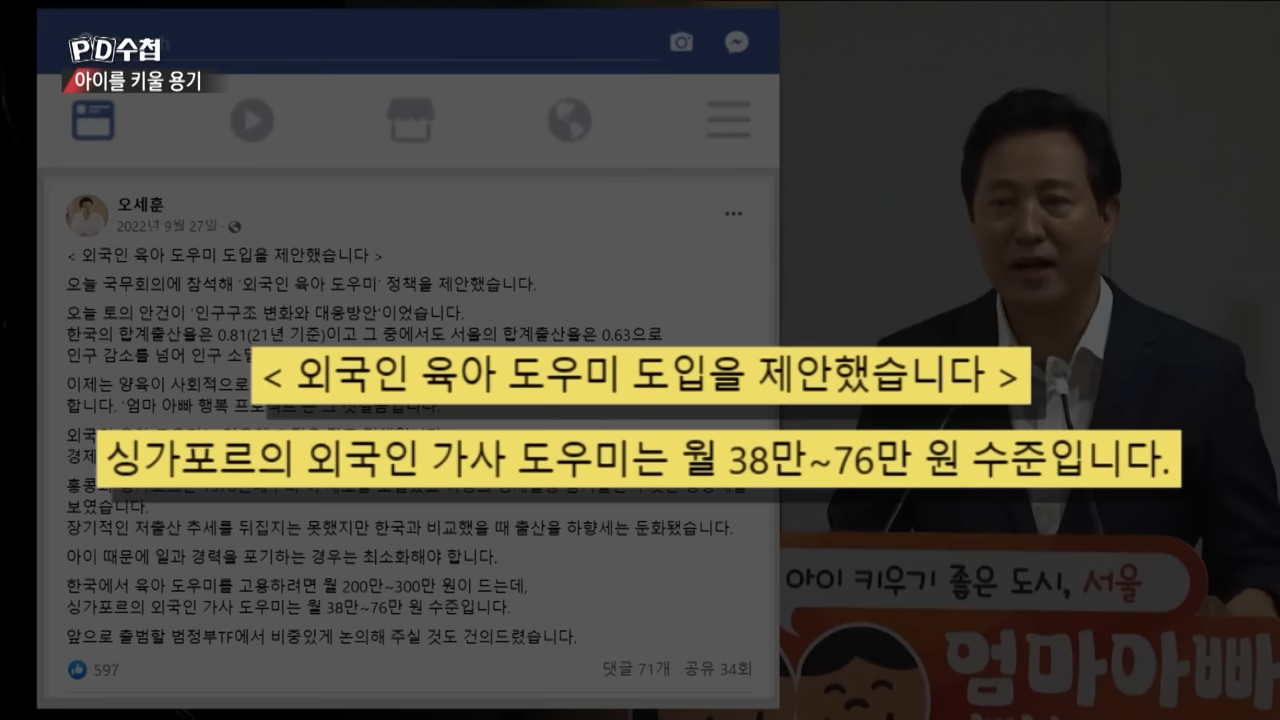 PD수첩
아이를 키울 용기
오세훈
2022년 9월 27일
< 외국인 육아 도우미 도입을 제안했습니다 >
오늘 국무회의에 참석해 '외국인 육아 도우미' 정책을 제안했습니다.
오늘 토의 안건이 '인구구조 변화와 대응방안'이었습니다.
한국의 합계출산율은 0.81(21년 기준)이고 그 중에서도 서울의 합계출산율은 0.63으로
인구 감소를 넘어 인구
< 외국인 육아 도우미 도입을 제안했습니다 >
이제는 양육이 사회적으로
합니다. '엄마 아빠 행복
싱가포르의 외국인 가사 도우미는 월 38만~76만 원 수준입니다.
보였습니다.
장기적인 저출산 추세를 뒤집지는 못했지만 한국과 비교했을 때 출산율 하향세는 둔화됐습니다.
아이 때문에 일과 경력을 포기하는 경우는 최소화해야 합니다.
한국에서 육아 도우미를 고용하려면 월 200만~300만 원이 드는데,
싱가포르의 외국인 가사 도우미는 월 38만~76만 원 수준입니다.
앞으로 출범할 범정부TF에서 비중있게 논의해 주실 것도 건의드렸습니다.
597
댓글 71개 공유 34회
아이 키우기 좋은 도시, 서울
엄마아빠